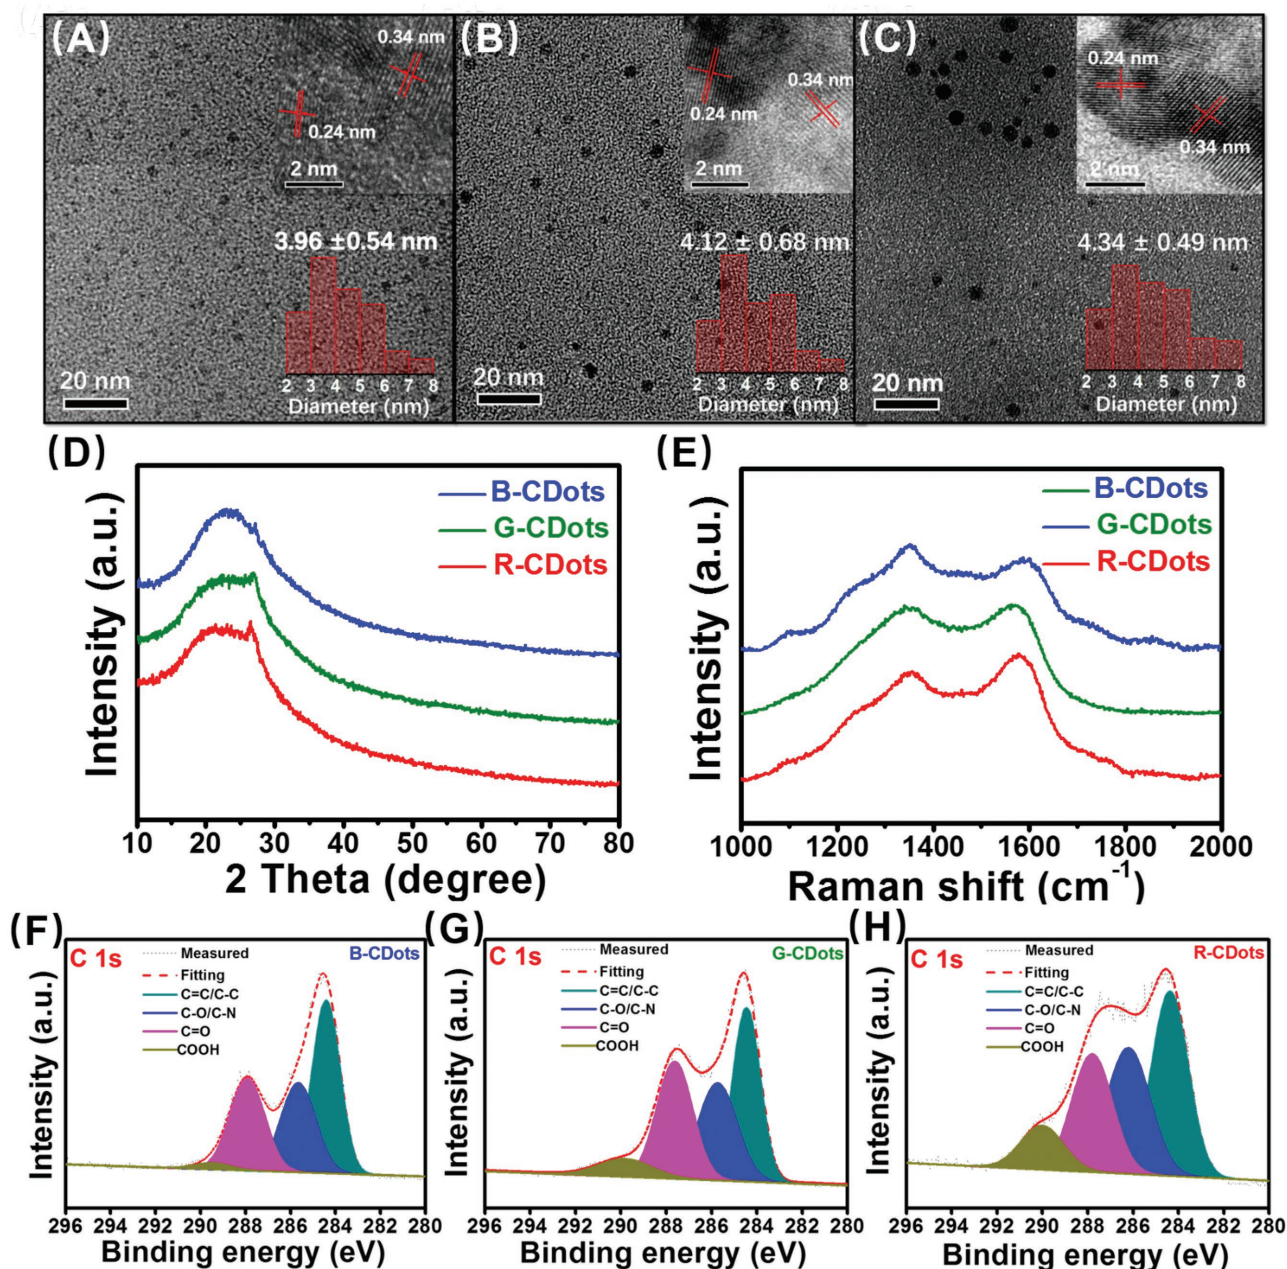 (A)
0.34 nm
0.24 nm
2 nm
3.96 ±0.54 nm
20 nm
2 3 4 5 6 7 8
Diameter (nm)
(B)
0.34 nm
0.24 nm
2 nm
4.12 ± 0.68 nm
20 nm
2 3 4 5 6 7 8
Diameter (nm)
(C)
0.24 nm
0.34 nm
2 nm
4.34 ± 0.49 nm
20 nm
2 3 4 5 6 7 8
Diameter (nm)
(D)
B-CDots
G-CDots
R-CDots
Intensity (a.u.)
10 20 30 40 50 60 70 80
2 Theta (degree)
(E)
B-CDots
G-CDots
R-CDots
Intensity (a.u.)
1000 1200 1400 1600 1800 2000
Raman shift (cm⁻¹)
(F)
C 1s
Measured
Fitting
C=C/C-C
C-O/C-N
C=O
COOH
B-CDots
Intensity (a.u.)
296 294 292 290 288 286 284 282 280
Binding energy (eV)
(G)
C 1s
Measured
Fitting
C=C/C-C
C-O/C-N
C=O
COOH
G-CDots
Intensity (a.u.)
296 294 292 290 288 286 284 282 280
Binding energy (eV)
(H)
C 1s
Measured
Fitting
C=C/C-C
C-O/C-N
C=O
COOH
R-CDots
Intensity (a.u.)
296 294 292 290 288 286 284 282 280
Binding energy (eV)